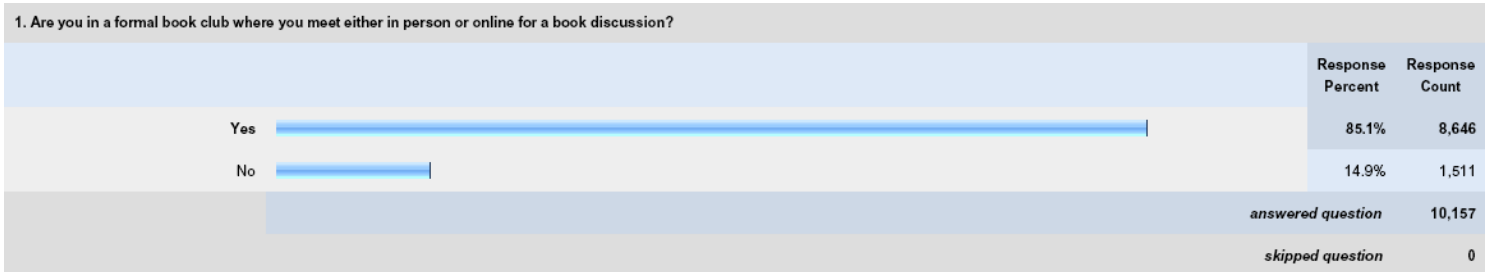 1. Are you in a formal book club where you meet either in person or online for a book discussion?
Response Percent Response Count
Yes 85.1% 8,646
No 14.9% 1,511
answered question 10,157
skipped question 0